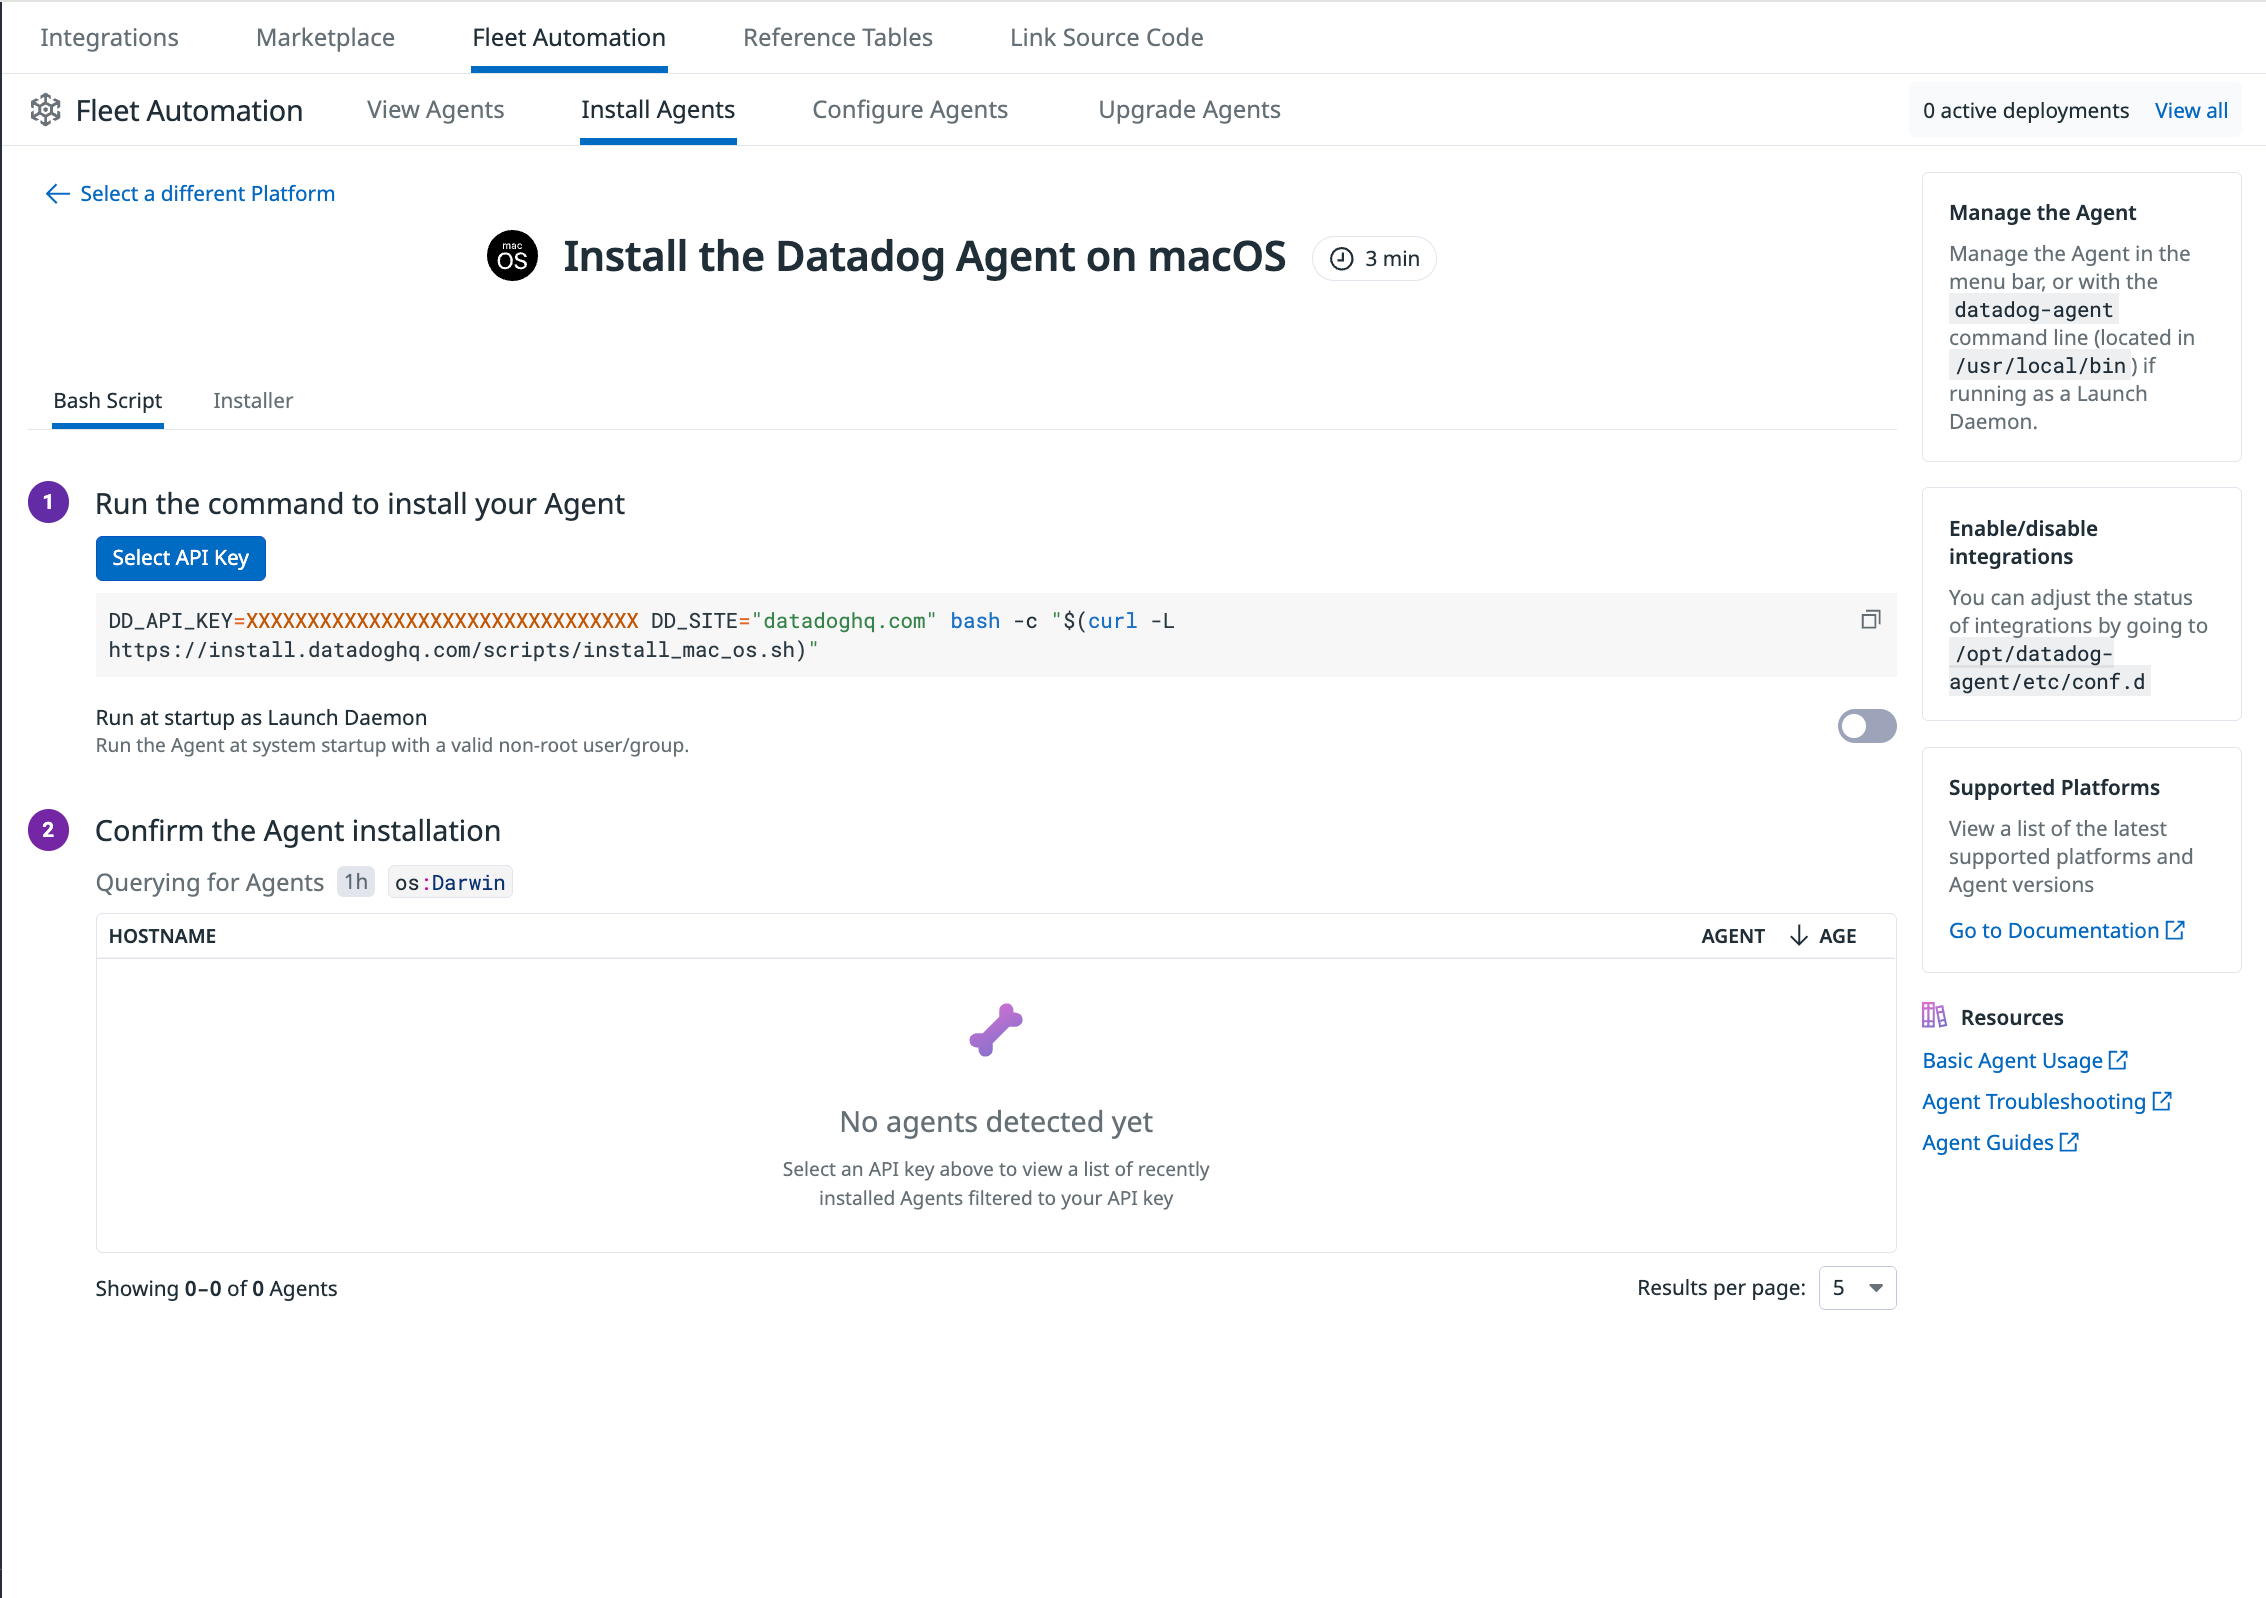 Integrations Marketplace Fleet Automation Reference Tables Link Source Code
Fleet Automation View Agents Install Agents Configure Agents Upgrade Agents 0 active deployments View all
Select a different Platform
mac
OS
Install the Datadog Agent on macOS 3 min
Bash Script Installer
1 Run the command to install your Agent
Select API Key
DD_API_KEY=XXXXXXXXXXXXXXXXXXXXXXXXXXXXXXXX DD_SITE="datadoghq.com" bash -c "$(curl -L
https://install.datadoghq.com/scripts/install_mac_os.sh)"
Run at startup as Launch Daemon
Run the Agent at system startup with a valid non-root user/group.
2 Confirm the Agent installation
Querying for Agents 1h os:Darwin
HOSTNAME AGENT AGE
No agents detected yet
Select an API key above to view a list of recently
installed Agents filtered to your API key
Showing 0–0 of 0 Agents Results per page: 5
Manage the Agent
Manage the Agent in the
menu bar, or with the
datadog-agent
command line (located in
/usr/local/bin) if
running as a Launch
Daemon.
Enable/disable
integrations
You can adjust the status
of integrations by going to
/opt/datadog-
agent/etc/conf.d
Supported Platforms
View a list of the latest
supported platforms and
Agent versions
Go to Documentation
Resources
Basic Agent Usage
Agent Troubleshooting
Agent Guides